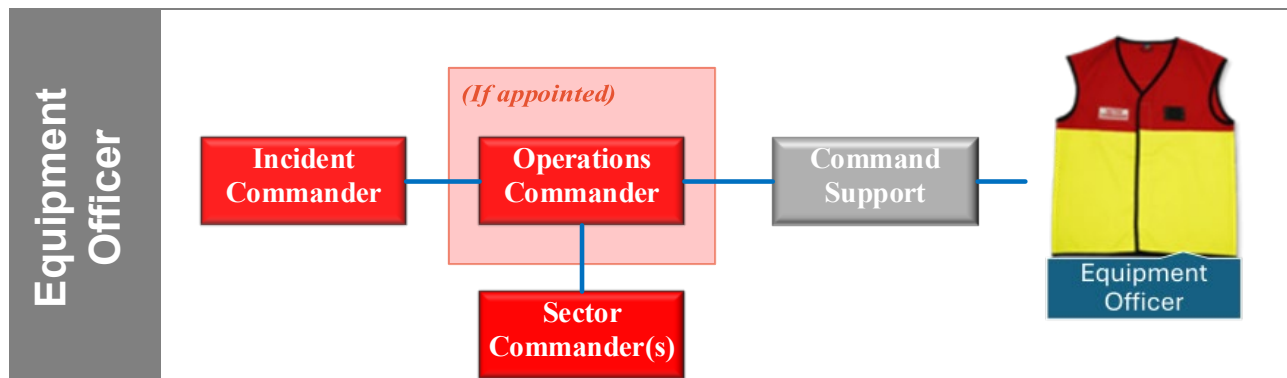 Equipment
Officer
(If appointed)
Incident
Commander
Operations
Commander
Command
Support
Sector
Commander(s)
Equipment
Officer